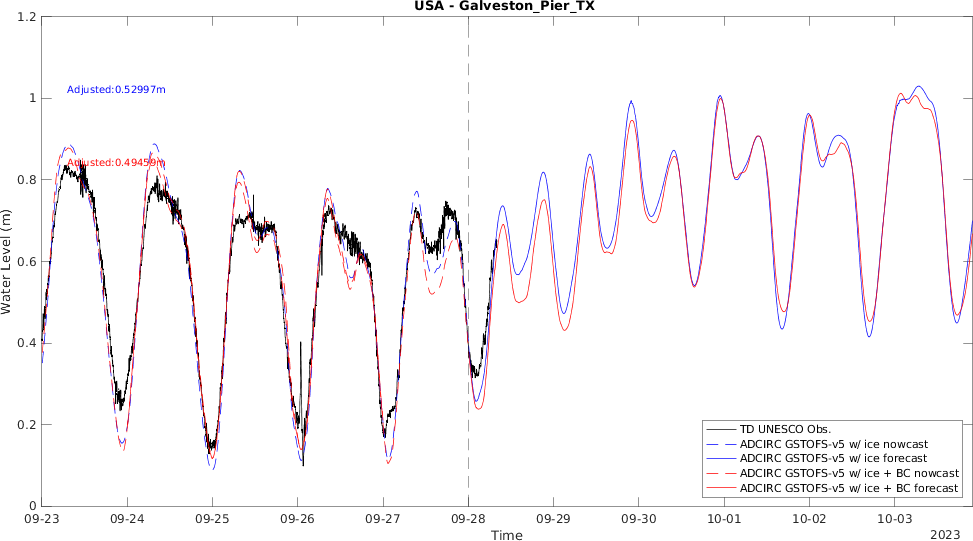 USA - Galveston_Pier_TX
1.2
1
0.8
0.6
0.4
0.2
0
Water Level (m)
Adjusted:0.52997m
Adjusted:0.49459m
TD UNESCO Obs.
ADCIRC GSTOFS-v5 w/ ice nowcast
ADCIRC GSTOFS-v5 w/ ice forecast
ADCIRC GSTOFS-v5 w/ ice + BC nowcast
ADCIRC GSTOFS-v5 w/ ice + BC forecast
09-23 09-24 09-25 09-26 09-27 09-28 09-29 09-30 10-01 10-02 10-03
Time
2023